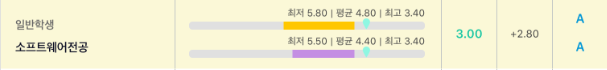 최저 5.80 | 평균 4.80 | 최고 3.40
일반학생
3.00
+2.80
A
최저 5.50 | 평균 4.40 | 최고 3.40
소프트웨어전공
A